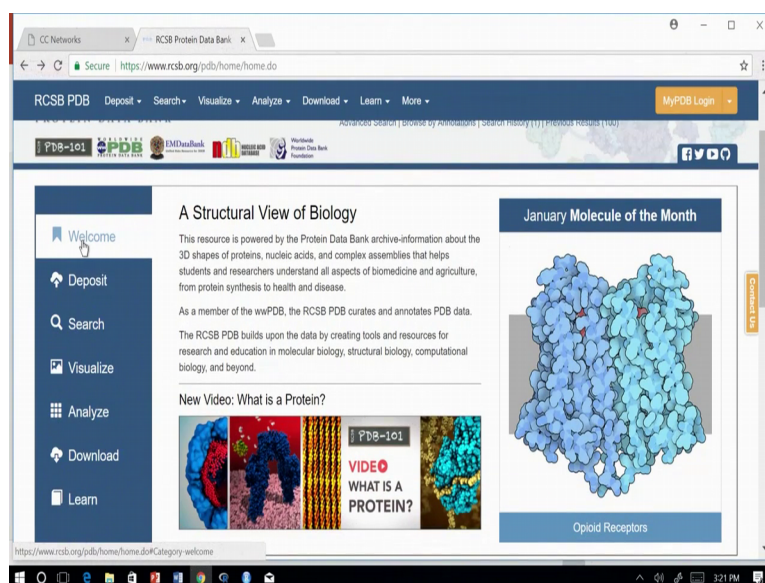 CC Networks
RCSB Protein Data Bank
Secure | https://www.rcsb.org/pdb/home/home.do
RCSB PDB Deposit Search Visualize Analyze Download Learn More MyPDB Login
Advanced Search | Browse by Annotations | Search History (1) | Previous Results (100)
PDB-101
WORLDWIDE
PDB
PROTEIN DATA BANK
EMDataBank
NUCLEIC ACID
DATABASE
Worldwide
Protein Data Bank
Foundation
Welcome
Deposit
Search
Visualize
Analyze
Download
Learn
A Structural View of Biology
This resource is powered by the Protein Data Bank archive-information about the
3D shapes of proteins, nucleic acids, and complex assemblies that helps
students and researchers understand all aspects of biomedicine and agriculture,
from protein synthesis to health and disease.
As a member of the wwPDB, the RCSB PDB curates and annotates PDB data.
The RCSB PDB builds upon the data by creating tools and resources for
research and education in molecular biology, structural biology, computational
biology, and beyond.
New Video: What is a Protein?
PDB-101
VIDEO
WHAT IS A
PROTEIN?
January Molecule of the Month
Opioid Receptors
Contact Us
https://www.rcsb.org/pdb/home/home.do#Category-welcome
3:21 PM